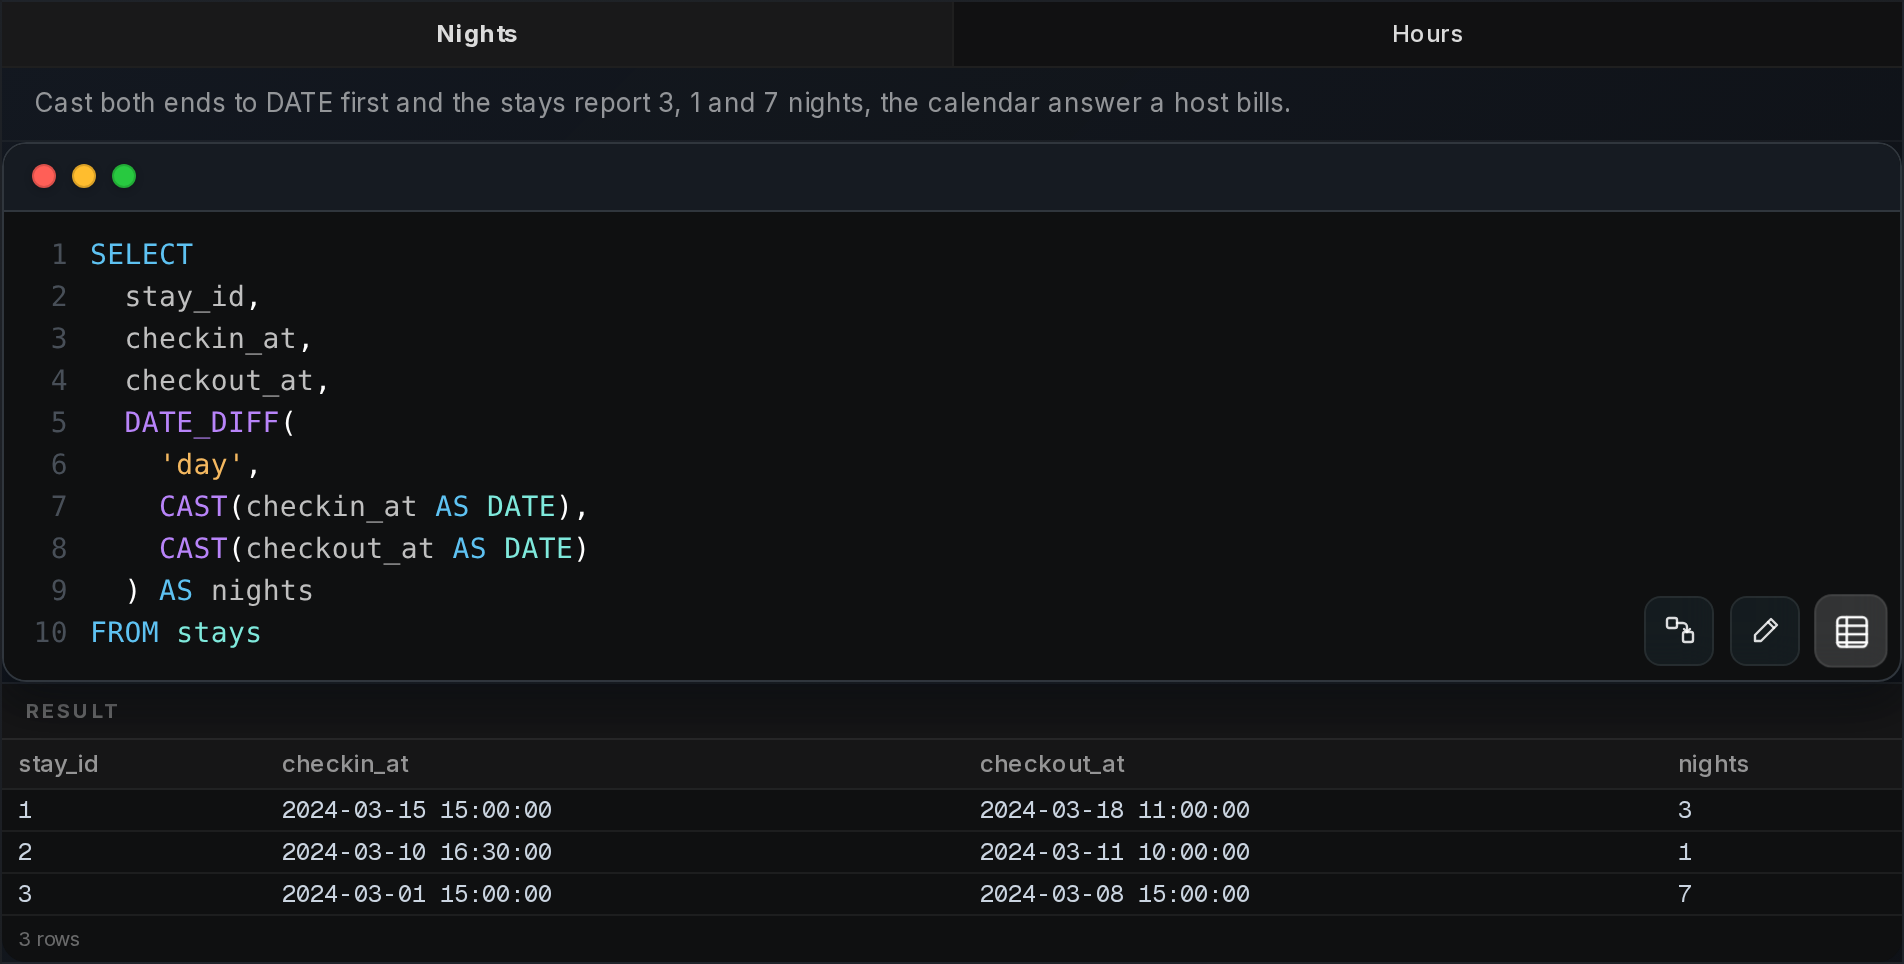 Nights
Hours
Cast both ends to DATE first and the stays report 3, 1 and 7 nights, the calendar answer a host bills.
1 SELECT
2   stay_id,
3   checkin_at,
4   checkout_at,
5   DATE_DIFF(
6     'day',
7     CAST(checkin_at AS DATE),
8     CAST(checkout_at AS DATE)
9   ) AS nights
10 FROM stays
RESULT
stay_id checkin_at checkout_at nights
1 2024-03-15 15:00:00 2024-03-18 11:00:00 3
2 2024-03-10 16:30:00 2024-03-11 10:00:00 1
3 2024-03-01 15:00:00 2024-03-08 15:00:00 7
3 rows